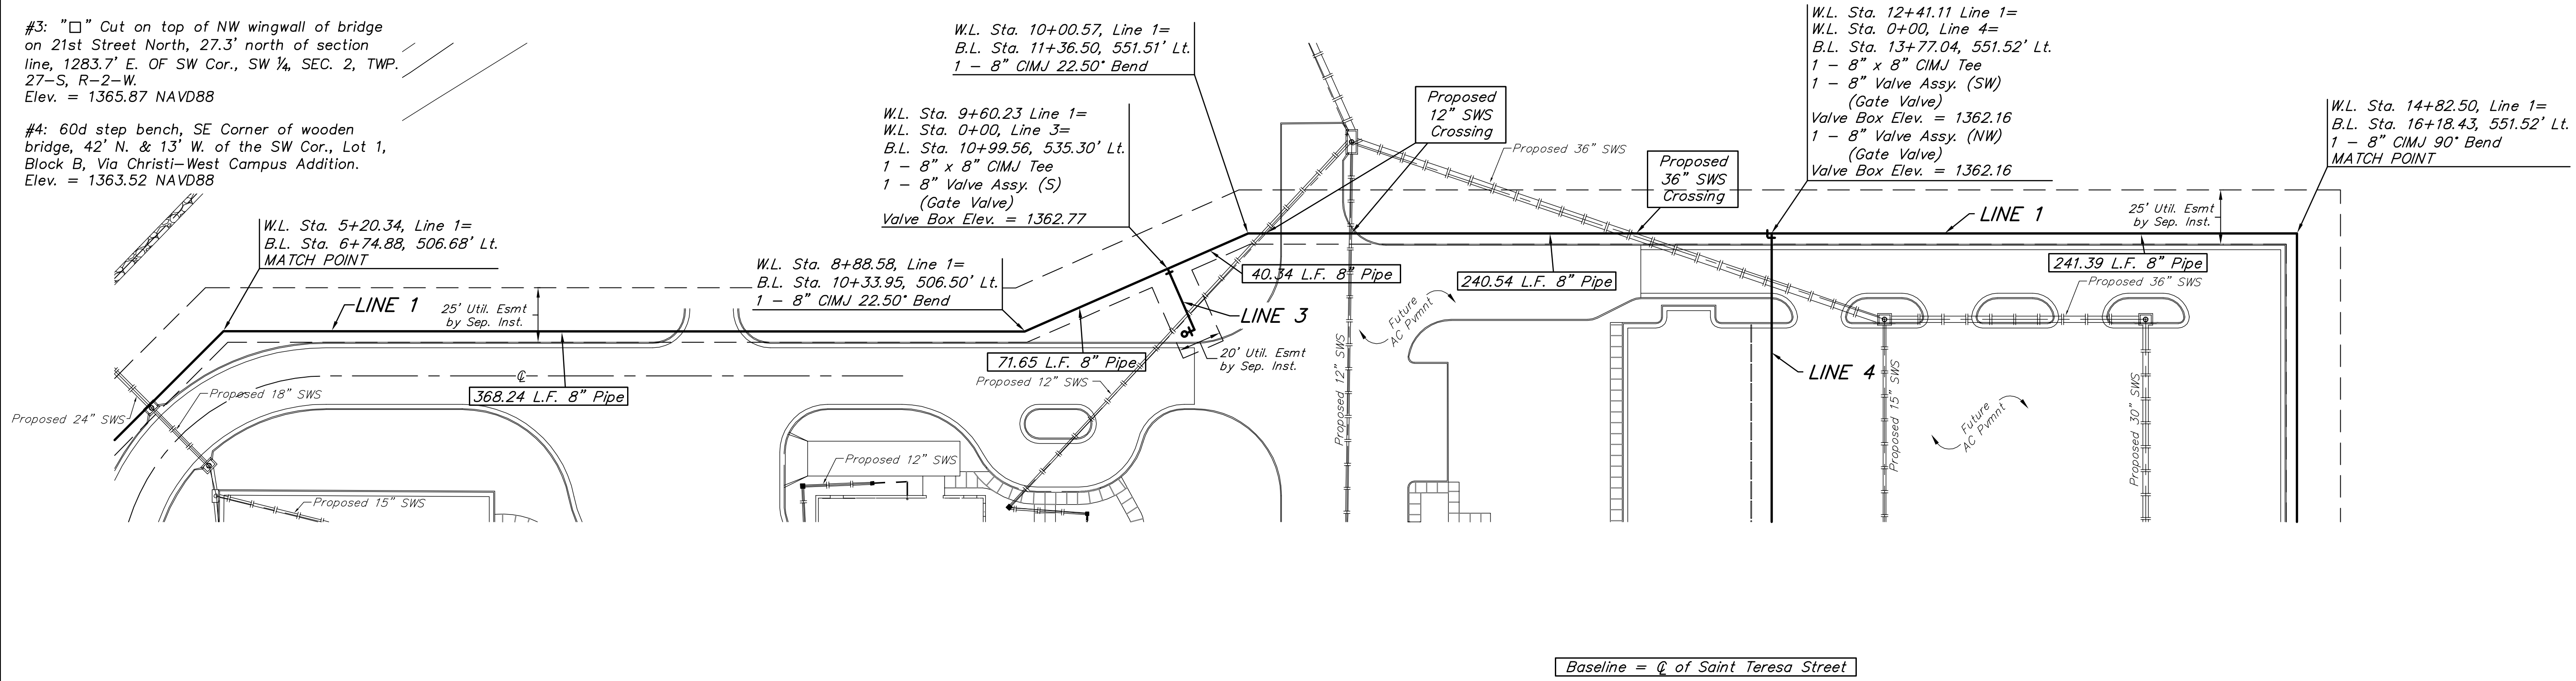 #3: "□" Cut on top of NW wingwall of bridge
on 21st Street North, 27.3' north of section
line, 1283.7' E. OF SW Cor., SW ¼, SEC. 2, TWP.
27-S, R-2-W.
Elev. = 1365.87 NAVD88
#4: 60d step bench, SE Corner of wooden
bridge, 42' N. & 13' W. of the SW Cor., Lot 1,
Block B, Via Christi-West Campus Addition.
Elev. = 1363.52 NAVD88
W.L. Sta. 5+20.34, Line 1=
B.L. Sta. 6+74.88, 506.68' Lt.
MATCH POINT
LINE 1
25' Util. Esmt
by Sep. Inst.
W.L. Sta. 8+88.58, Line 1=
B.L. Sta. 10+33.95, 506.50' Lt.
1 - 8" CIMJ 22.50° Bend
W.L. Sta. 9+60.23 Line 1=
W.L. Sta. 0+00, Line 3=
B.L. Sta. 10+99.56, 535.30' Lt.
1 - 8" x 8" CIMJ Tee
1 - 8" Valve Assy. (S)
(Gate Valve)
Valve Box Elev. = 1362.77
W.L. Sta. 10+00.57, Line 1=
B.L. Sta. 11+36.50, 551.51' Lt.
1 - 8" CIMJ 22.50° Bend
Proposed
12" SWS
Crossing
Proposed 36" SWS
Proposed
36" SWS
Crossing
W.L. Sta. 12+41.11 Line 1=
W.L. Sta. 0+00, Line 4=
B.L. Sta. 13+77.04, 551.52' Lt.
1 - 8" x 8" CIMJ Tee
1 - 8" Valve Assy. (SW)
(Gate Valve)
Valve Box Elev. = 1362.16
1 - 8" Valve Assy. (NW)
(Gate Valve)
Valve Box Elev. = 1362.16
W.L. Sta. 14+82.50, Line 1=
B.L. Sta. 16+18.43, 551.52' Lt.
1 - 8" CIMJ 90° Bend
MATCH POINT
LINE 1
25' Util. Esmt
by Sep. Inst.
40.34 L.F. 8" Pipe
240.54 L.F. 8" Pipe
241.39 L.F. 8" Pipe
Proposed 36" SWS
LINE 3
Future
AC Pvmnt
71.65 L.F. 8" Pipe
20' Util. Esmt
by Sep. Inst.
℄
368.24 L.F. 8" Pipe
Proposed 12" SWS
Proposed 12" SWS
LINE 4
Proposed 15" SWS
Future
AC Pvmnt
Proposed 30" SWS
Proposed 24" SWS
Proposed 18" SWS
Proposed 12" SWS
Proposed 15" SWS
Baseline = ℄ of Saint Teresa Street